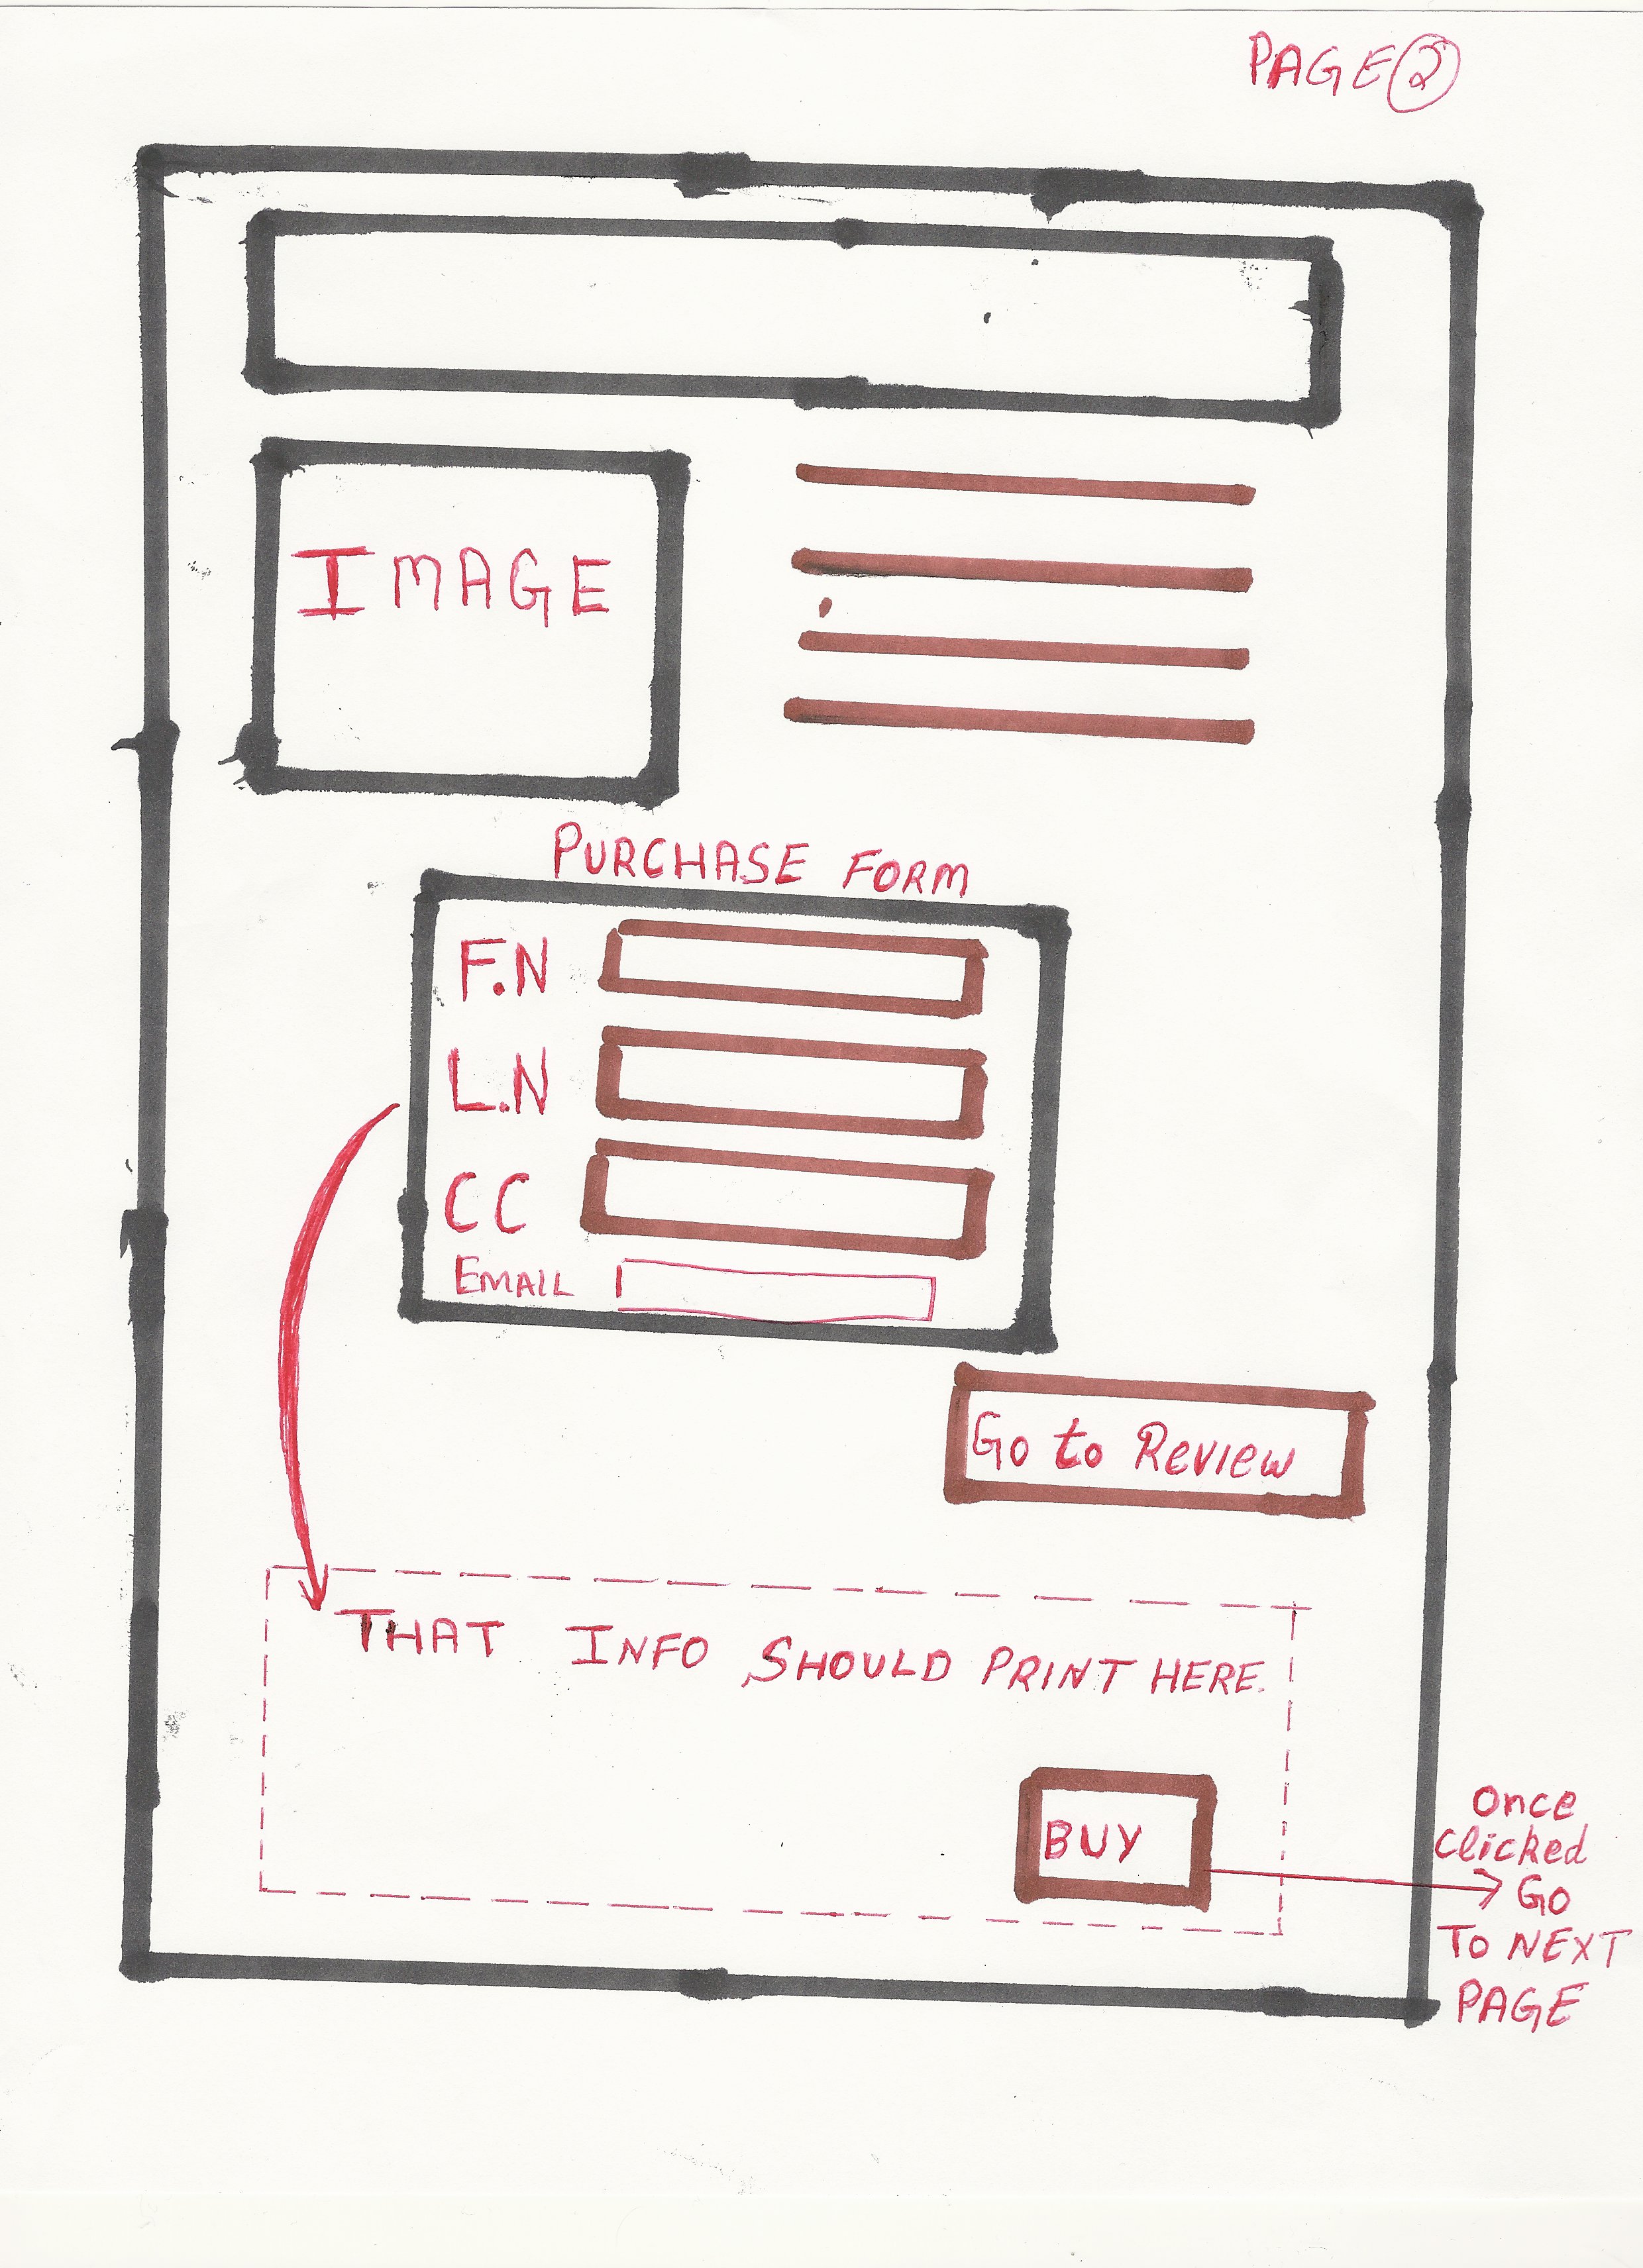 PAGE 2
IMAGE
PURCHASE FORM
F.N
L.N
CC
EMAIL
Go to Review
THAT INFO SHOULD PRINT HERE.
BUY
Once
Clicked
GO
TO NEXT
PAGE